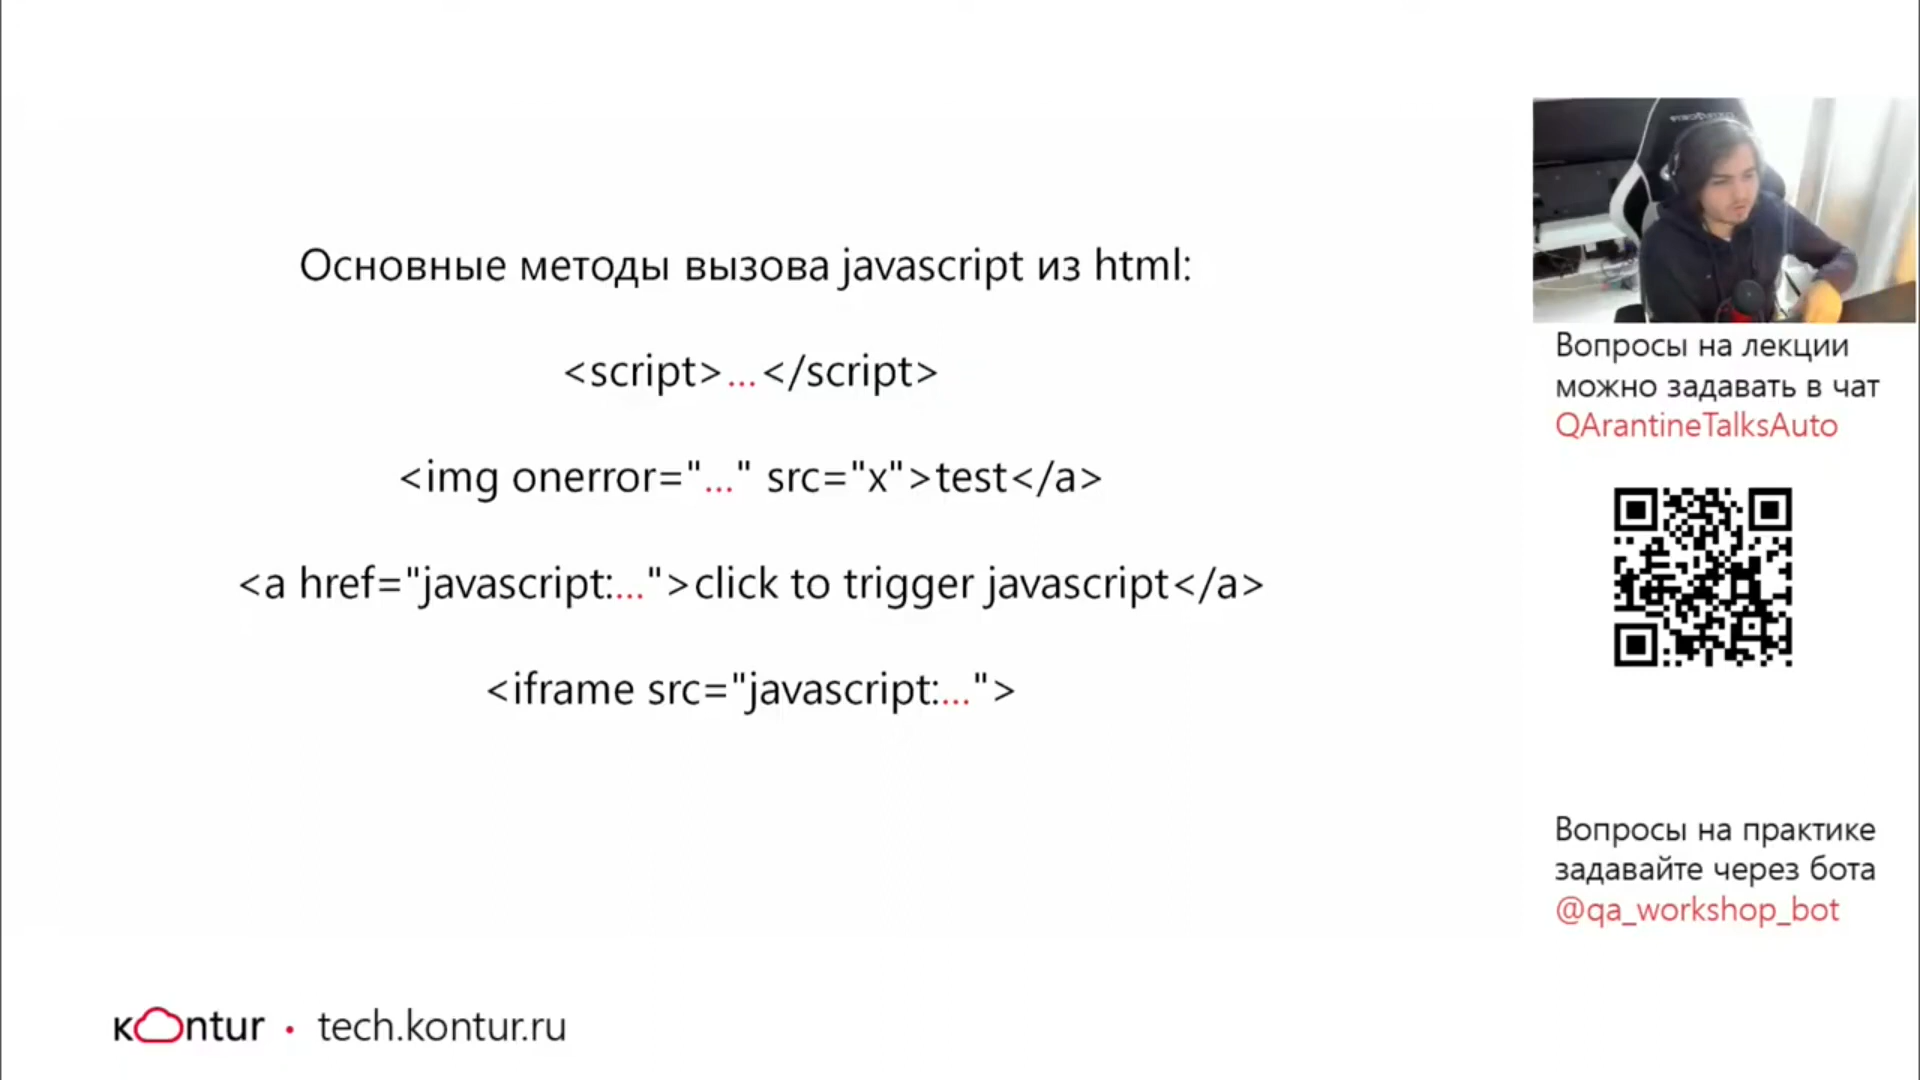 Основные методы вызова javascript из html:
<script>...</script>
<img onerror="..." src="x">test</a>
<a href="javascript:...">click to trigger javascript</a>
<iframe src="javascript:...">
Вопросы на лекции
можно задавать в чат
QArantineTalksAuto
Вопросы на практике
задавайте через бота
@qa_workshop_bot
кontur • tech.kontur.ru